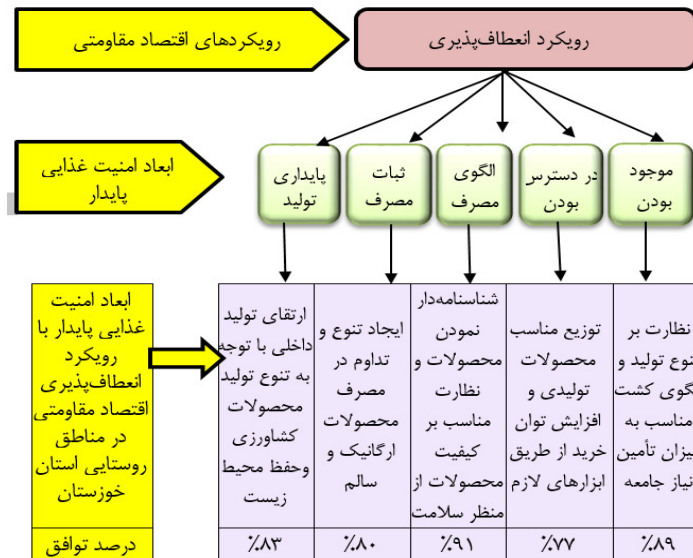 رویکرد انعطاف‌پذیری
رویکردهای اقتصاد مقاومتی
ابعاد امنیت غذایی
پایدار
موجود
بودن
در دسترس
بودن
الگوی
مصرف
ثبات
مصرف
پایداری
تولید
ابعاد امنیت
غذایی پایدار با
رویکرد
انعطاف‌پذیری
اقتصاد مقاومتی
در مناطق
روستایی استان
خوزستان
نظارت بر
تنوع تولید و
الگوی کشت
مناسب به
میزان تأمین
نیاز جامعه
توزیع مناسب
محصولات
تولیدی و
افزایش توان
خرید از طریق
ابزارهای لازم
شناسنامه‌دار
نمودن
محصولات و
نظارت
مناسب بر
کیفیت
محصولات از
منظر سلامت
ایجاد تنوع و
تداوم در
مصرف
محصولات
ارگانیک و
سالم
ارتقای تولید
داخلی با توجه
به تنوع تولید
محصولات
کشاورزی
وحفظ محیط
زیست
٪۸۹
٪۷۷
٪۹۱
٪۸۰
٪۸۳
درصد توافق